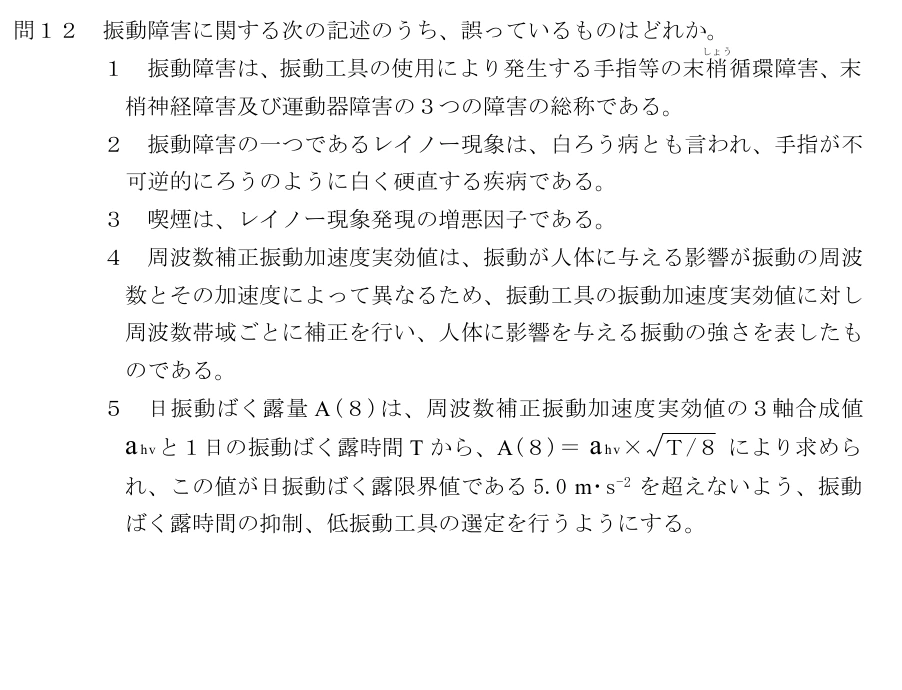 問１２　振動障害に関する次の記述のうち、誤っているものはどれか。
しょう
１　振動障害は、振動工具の使用により発生する手指等の末梢循環障害、末
梢神経障害及び運動器障害の３つの障害の総称である。
２　振動障害の一つであるレイノー現象は、白ろう病とも言われ、手指が不
可逆的にろうのように白く硬直する疾病である。
３　喫煙は、レイノー現象発現の増悪因子である。
４　周波数補正振動加速度実効値は、振動が人体に与える影響が振動の周波
数とその加速度によって異なるため、振動工具の振動加速度実効値に対し
周波数帯域ごとに補正を行い、人体に影響を与える振動の強さを表したも
のである。
５　日振動ばく露量 A(８)は、周波数補正振動加速度実効値の３軸合成値
ahvと１日の振動ばく露時間 T から、A(８)＝ ahv×√T/８ により求めら
れ、この値が日振動ばく露限界値である 5.0 m・s⁻² を超えないよう、振動
ばく露時間の抑制、低振動工具の選定を行うようにする。